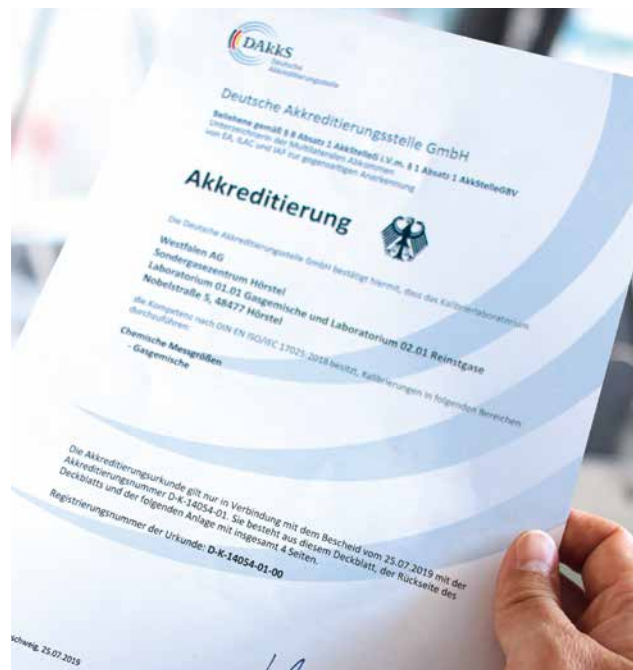 DAkkS
Deutsche
Akkreditierungsstelle
Deutsche Akkreditierungsstelle GmbH
Beliehene gemäß § 8 Absatz 1 AkkStelleG i.V.m. § 1 Absatz 1 AkkStelleGBV
Unterzeichnerin der Multilateralen Abkommen
von EA, ILAC und IAF zur gegenseitigen Anerkennung
Akkreditierung
Die Deutsche Akkreditierungsstelle GmbH bestätigt hiermit, dass das Kalibrierlaboratorium
Westfalen AG
Sondergasezentrum Hörstel
Laboratorium 01.01 Gasgemische und Laboratorium 02.01 Reinstgase
Nobelstraße 5, 48477 Hörstel
die Kompetenz nach DIN EN ISO/IEC 17025:2018 besitzt, Kalibrierungen in folgenden Bereichen
durchzuführen:
Chemische Messgrößen
- Gasgemische
Die Akkreditierungsurkunde gilt nur in Verbindung mit dem Bescheid vom 25.07.2019 mit der
Akkreditierungsnummer D-K-14054-01. Sie besteht aus diesem Deckblatt, der Rückseite des
Deckblatts und der folgenden Anlage mit insgesamt 4 Seiten.
Registrierungsnummer der Urkunde: D-K-14054-01-00
schweig, 25.07.2019